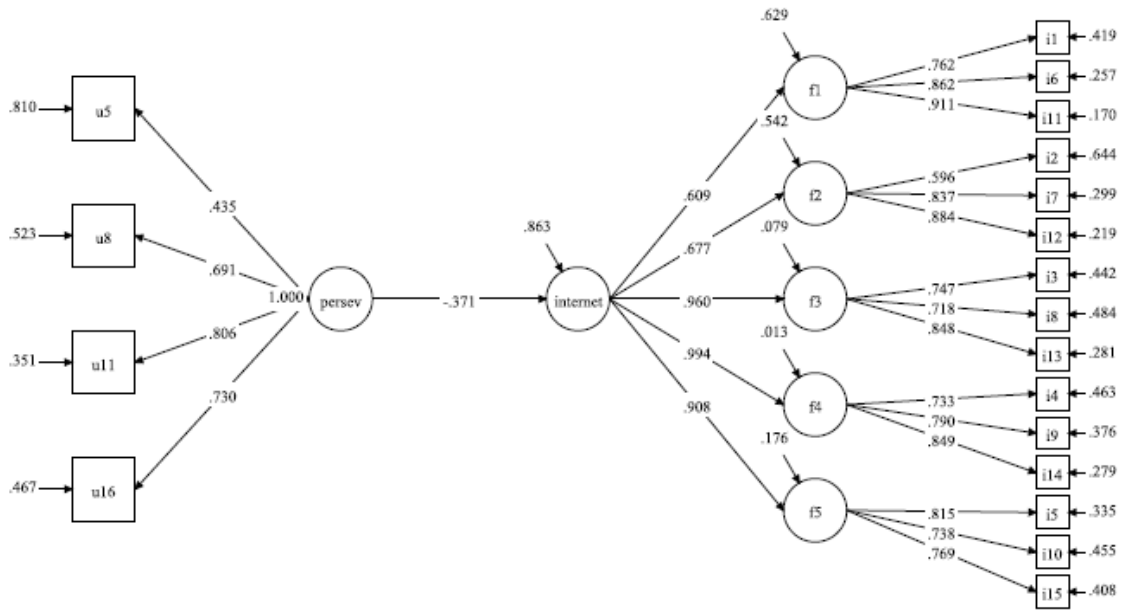 .629
i1
.419
.762
i6
.257
.862
f1
.911
i11
.170
.810
u5
.542
i2
.644
.596
i7
.299
.837
f2
.884
i12
.219
.435
.609
.863
.079
.523
u8
.677
i3
.442
.691
.747
1.000
persev
-.371
internet
.960
f3
.718
i8
.484
.848
.806
.013
i13
.281
.351
u11
.994
i4
.463
.733
.790
i9
.376
.730
.908
f4
.849
.176
i14
.279
.467
u16
f5
.815
i5
.335
.738
i10
.455
.769
i15
.408